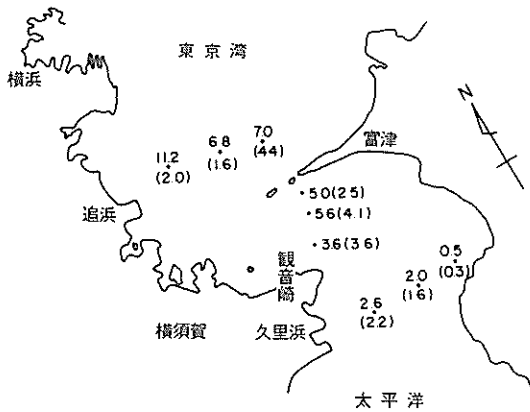 東京湾
横浜
N
富津
7.0
(4.4)
6.8
(1.6)
11.2
(2.0)
5.0(2.5)
5.6(4.1)
追浜
3.6(3.6)
観音崎
0.5
(0.3)
2.0
(1.6)
2.6
(2.2)
横須賀
久里浜
太平洋